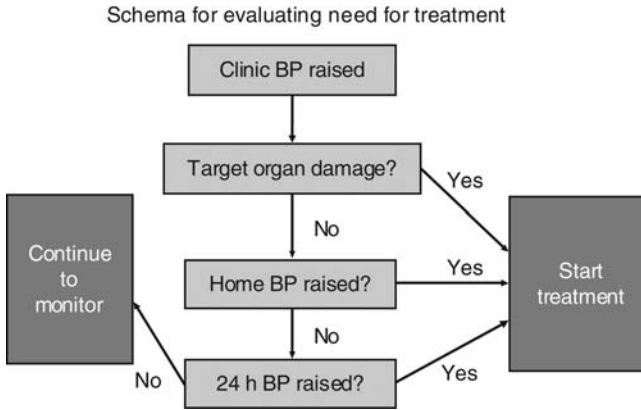 Schema for evaluating need for treatment
Clinic BP raised
Target organ damage?
Yes
No
Continue
to
monitor
Home BP raised?
Yes
Start
treatment
No
24 h BP raised?
No
Yes